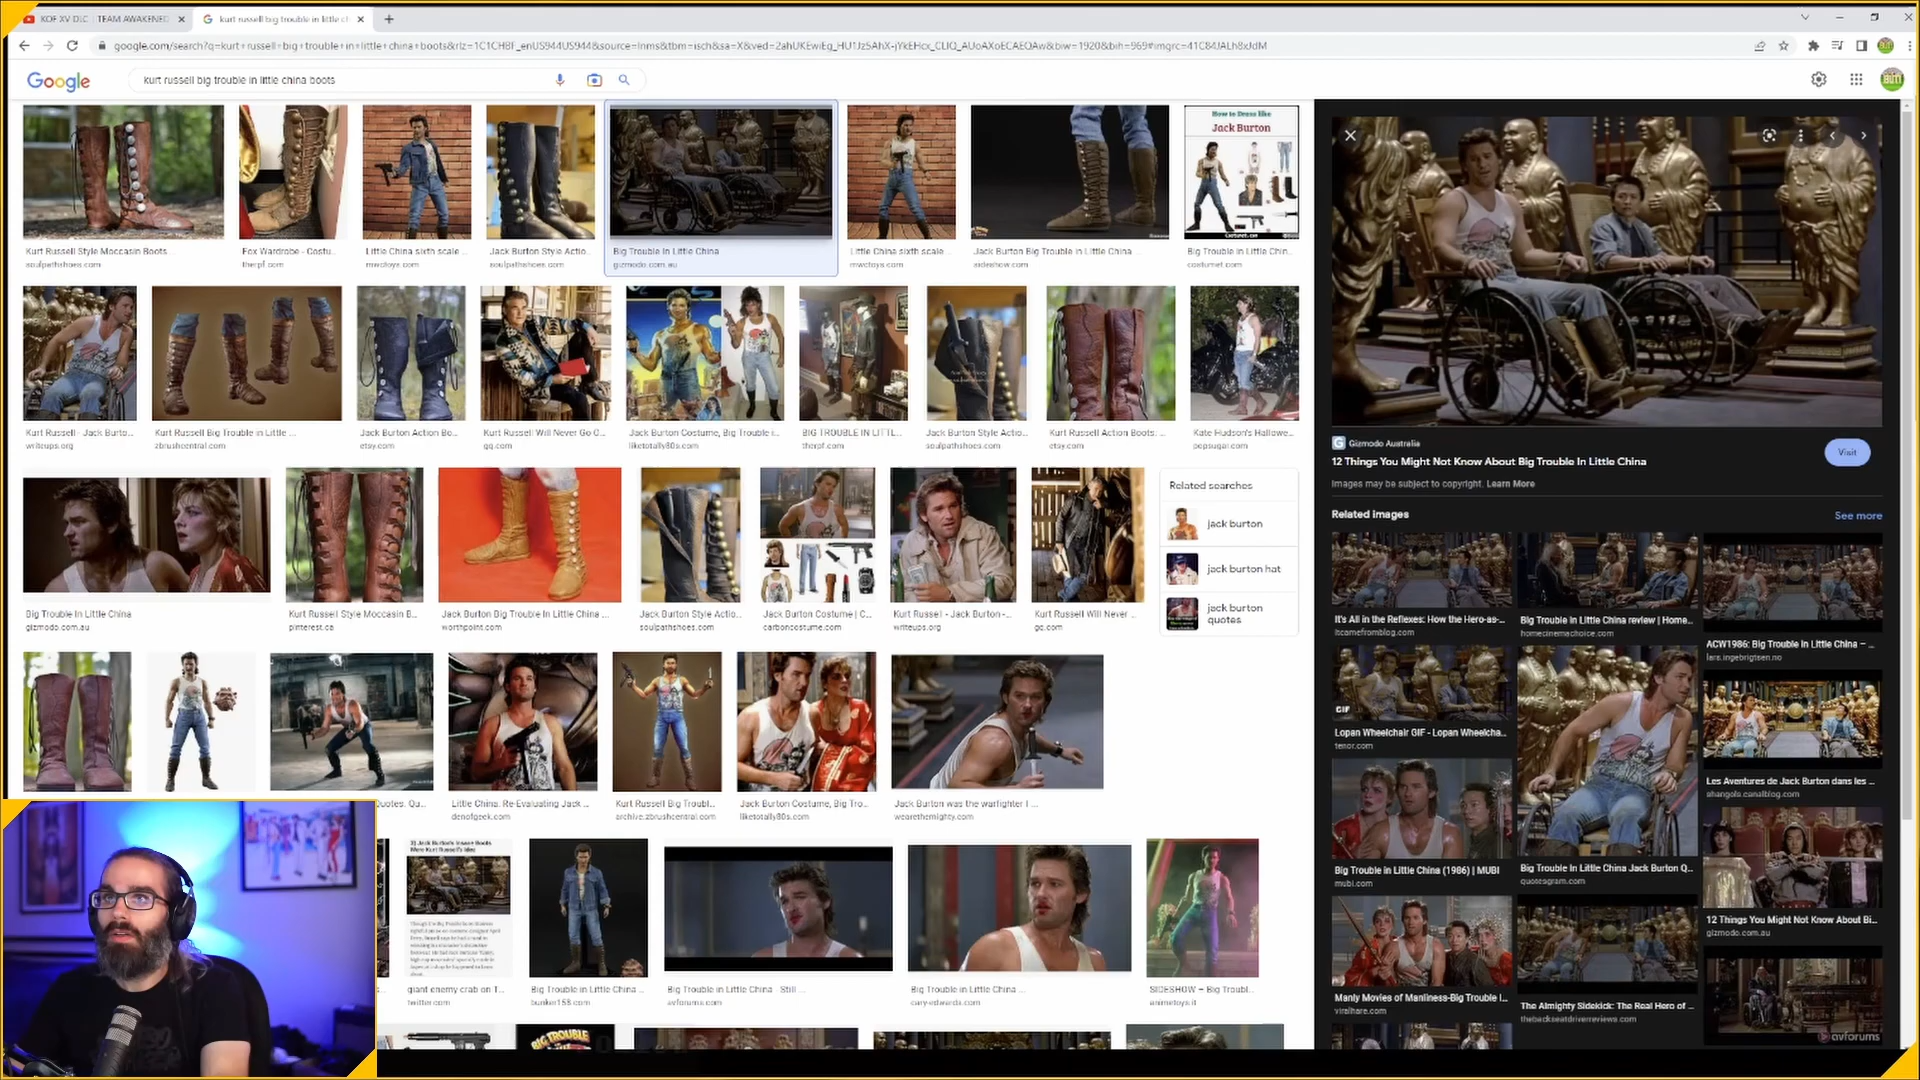 KOF XV DLC | TEAM AWAKENED
kurt russell big trouble in little ch
Google
kurt russell big trouble in little china boots
Kurt Russell Style Moccasin Boots ...
soulpathshoes.com
Fox Wardrobe - Costu...
therpf.com
Little China sixth scale ...
mwctoys.com
Jack Burton Style Actio...
soulpathshoes.com
Big Trouble In Little China
gizmodo.com.au
Little China sixth scale ...
mwctoys.com
Jack Burton Big Trouble In Little China ...
sideshow.com
How to Dress like
Jack Burton
Big Trouble in Little Chin...
costumet.com
Kurt Russell - Jack Burto...
writeups.org
Kurt Russell Big Trouble in Little ...
zbrushcentral.com
Jack Burton Action Bo...
etsy.com
Kurt Russell Will Never Go O...
gq.com
Jack Burton Costume, Big Trouble i...
liketotally80s.com
BIG TROUBLE IN LITTL...
therpf.com
Jack Burton Style Actio...
soulpathshoes.com
Kurt Russell Action Boots: ...
etsy.com
Kate Hudson's Hallowe...
popsugar.com
Big Trouble In Little China
gizmodo.com.au
Kurt Russell Style Moccasin B...
pinterest.ca
Jack Burton Big Trouble In Little China ...
worthpoint.com
Jack Burton Style Actio...
soulpathshoes.com
Jack Burton Costume | C...
carboncostume.com
Kurt Russell - Jack Burton -...
writeups.org
Kurt Russell Will Never ...
gq.com
Related searches
jack burton
jack burton hat
jack burton
quotes
Quotes. Qu...
Little China. Re-Evaluating Jack ...
denofgeek.com
Kurt Russell Big Troubl...
archive.zbrushcentral.com
Jack Burton Costume, Big Tro...
liketotally80s.com
Jack Burton was the warfighter I ...
wearethemighty.com
Were Kurt Russell's Idea
giant enemy crab on T...
twitter.com
Big Trouble in Little China ...
bunker158.com
Big Trouble in Little China - Still ...
avforums.com
Big Trouble in Little China ...
cary-edwards.com
SIDESHOW – Big Troubl...
animetoys.it
BIG TROUBLE
Gizmodo Australia
12 Things You Might Not Know About Big Trouble In Little China
Visit
Images may be subject to copyright. Learn More
Related images
See more
It's All in the Reflexes: How the Hero-as-...
itcamefromblog.com
Big Trouble in Little China review | Home...
homecinemachoice.com
ACW1986: Big Trouble in Little China – ...
lars.ingebrigtsen.no
GIF
Lopan Wheelchair GIF - Lopan Wheelcha...
tenor.com
Big Trouble In Little China Jack Burton Q...
quotesgram.com
Les Aventures de Jack Burton dans les ...
shangols.canalblog.com
Big Trouble in Little China (1986) | MUBI
mubi.com
12 Things You Might Not Know About Bi...
gizmodo.com.au
Manly Movies of Manliness-Big Trouble i...
viralhare.com
The Almighty Sidekick: The Real Hero of ...
thebackseatdriverreviews.com
avforums